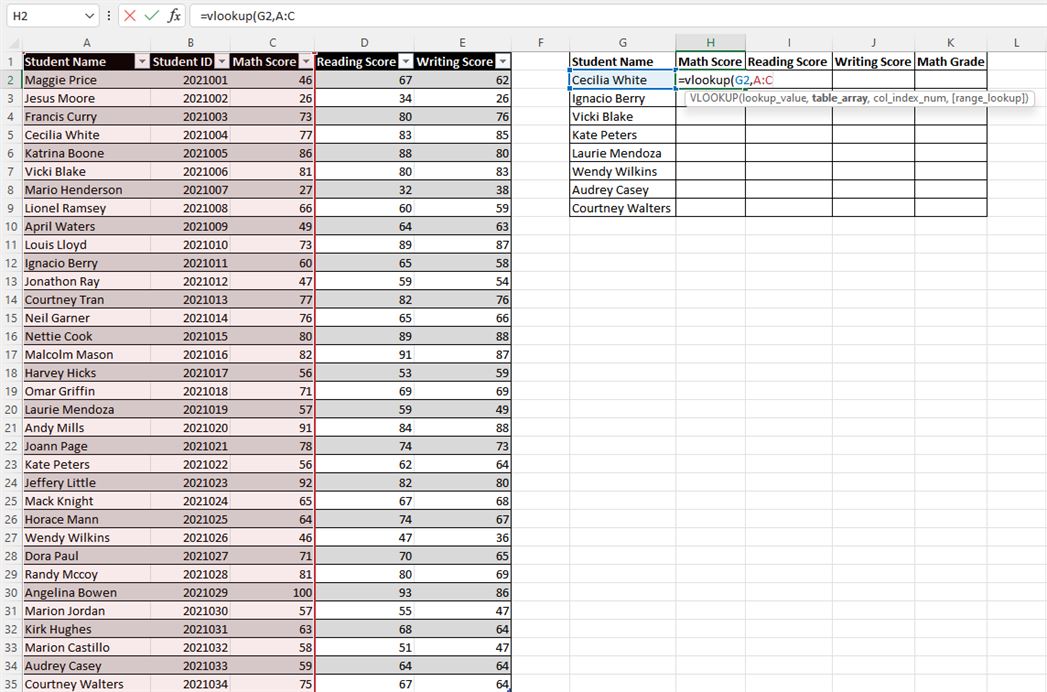 H2 fx =vlookup(G2,A:C
A B C D E F G H I J K L
1 Student Name Student ID Math Score Reading Score Writing Score Student Name Math Score Reading Score Writing Score Math Grade
2 Maggie Price 2021001 46 67 62 Cecilia White =vlookup(G2,A:C
3 Jesus Moore 2021002 26 34 26 Ignacio Berry VLOOKUP(lookup_value, table_array, col_index_num, [range_lookup])
4 Francis Curry 2021003 73 80 76 Vicki Blake
5 Cecilia White 2021004 77 83 85 Kate Peters
6 Katrina Boone 2021005 86 88 80 Laurie Mendoza
7 Vicki Blake 2021006 81 80 83 Wendy Wilkins
8 Mario Henderson 2021007 27 32 38 Audrey Casey
9 Lionel Ramsey 2021008 66 60 59 Courtney Walters
10 April Waters 2021009 49 64 63
11 Louis Lloyd 2021010 73 89 87
12 Ignacio Berry 2021011 60 65 58
13 Jonathon Ray 2021012 47 59 54
14 Courtney Tran 2021013 77 82 76
15 Neil Garner 2021014 76 65 66
16 Nettie Cook 2021015 80 89 88
17 Malcolm Mason 2021016 82 91 87
18 Harvey Hicks 2021017 56 53 59
19 Omar Griffin 2021018 71 69 69
20 Laurie Mendoza 2021019 57 59 49
21 Andy Mills 2021020 91 84 88
22 Joann Page 2021021 78 74 73
23 Kate Peters 2021022 56 62 64
24 Jeffery Little 2021023 92 82 80
25 Mack Knight 2021024 65 67 68
26 Horace Mann 2021025 64 74 67
27 Wendy Wilkins 2021026 46 47 36
28 Dora Paul 2021027 71 70 65
29 Randy Mccoy 2021028 81 80 69
30 Angelina Bowen 2021029 100 93 86
31 Marion Jordan 2021030 57 55 47
32 Kirk Hughes 2021031 63 68 64
33 Marion Castillo 2021032 58 51 47
34 Audrey Casey 2021033 59 64 64
35 Courtney Walters 2021034 75 67 64